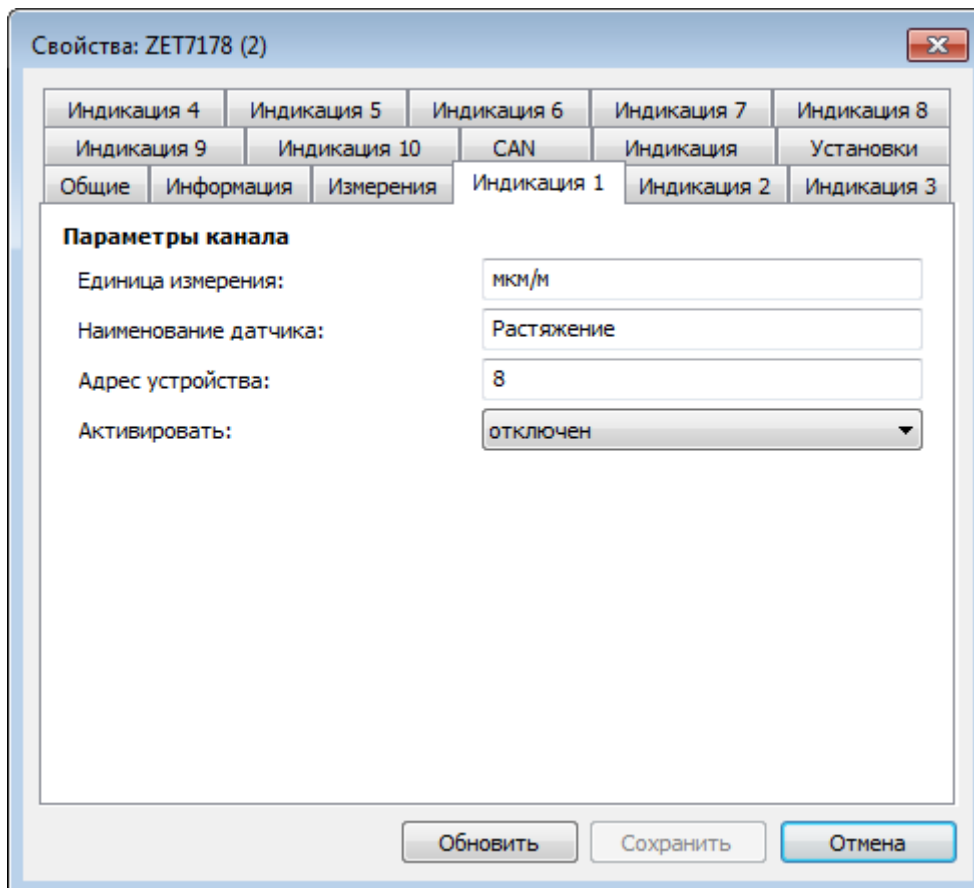 Свойства: ZET7178 (2)
Индикация 4 Индикация 5 Индикация 6 Индикация 7 Индикация 8
Индикация 9 Индикация 10 CAN Индикация Установки
Общие Информация Измерения Индикация 1 Индикация 2 Индикация 3
Параметры канала
Единица измерения: мкм/м
Наименование датчика: Растяжение
Адрес устройства: 8
Активировать: отключен
Обновить Сохранить Отмена